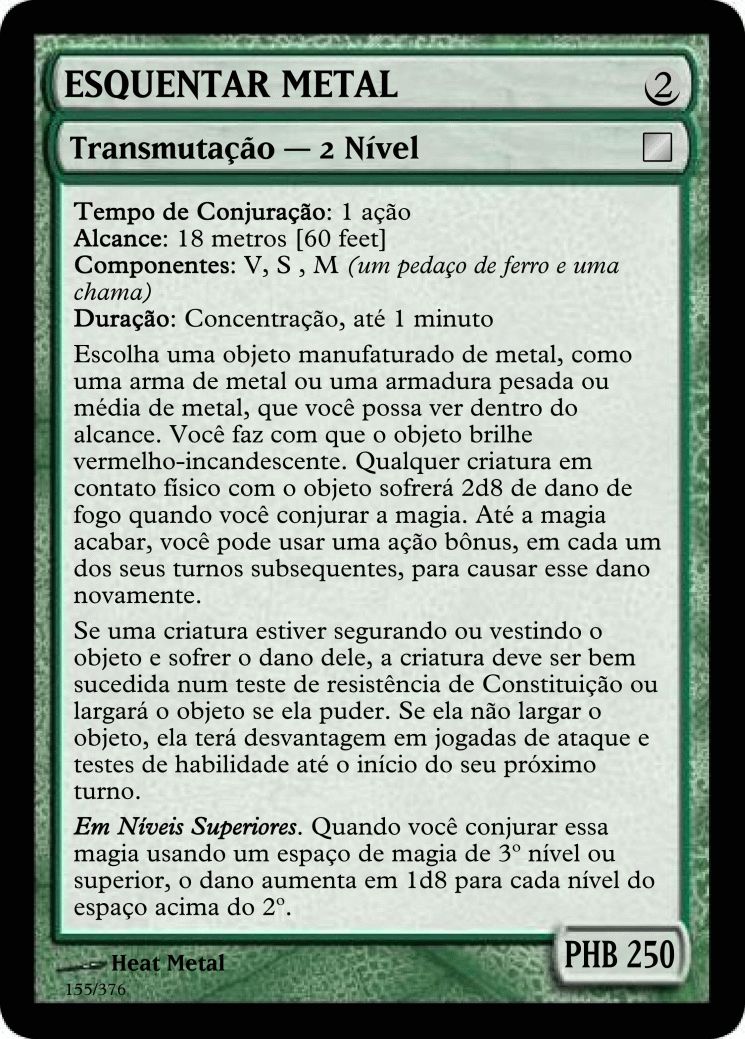 ESQUENTAR METAL 2
Transmutação — 2 Nível
Tempo de Conjuração: 1 ação
Alcance: 18 metros [60 feet]
Componentes: V, S , M (um pedaço de ferro e uma
chama)
Duração: Concentração, até 1 minuto
Escolha uma objeto manufaturado de metal, como
uma arma de metal ou uma armadura pesada ou
média de metal, que você possa ver dentro do
alcance. Você faz com que o objeto brilhe
vermelho-incandescente. Qualquer criatura em
contato físico com o objeto sofrerá 2d8 de dano de
fogo quando você conjurar a magia. Até a magia
acabar, você pode usar uma ação bônus, em cada um
dos seus turnos subsequentes, para causar esse dano
novamente.
Se uma criatura estiver segurando ou vestindo o
objeto e sofrer o dano dele, a criatura deve ser bem
sucedida num teste de resistência de Constituição ou
largará o objeto se ela puder. Se ela não largar o
objeto, ela terá desvantagem em jogadas de ataque e
testes de habilidade até o início do seu próximo
turno.
Em Níveis Superiores. Quando você conjurar essa
magia usando um espaço de magia de 3º nível ou
superior, o dano aumenta em 1d8 para cada nível do
espaço acima do 2º.
PHB 250
Heat Metal
155/376